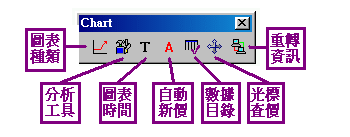 Chart
圖表
種類
T
A
重轉
資訊
分析
工具
圖表
時間
自動
新價
數據
目錄
光標
查價